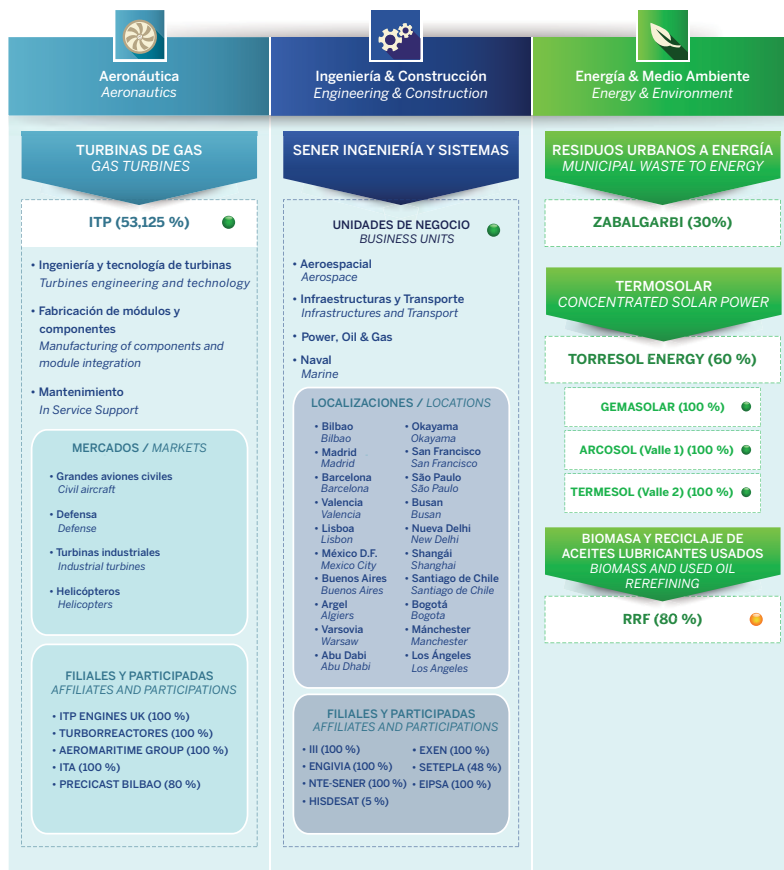 Aeronáutica
Aeronautics
TURBINAS DE GAS
GAS TURBINES
ITP (53,125 %)
• Ingeniería y tecnología de turbinas
Turbines engineering and technology
• Fabricación de módulos y
componentes
Manufacturing of components and
module integration
• Mantenimiento
In Service Support
MERCADOS / MARKETS
• Grandes aviones civiles
Civil aircraft
• Defensa
Defense
• Turbinas industriales
Industrial turbines
• Helicópteros
Helicopters
FILIALES Y PARTICIPADAS
AFFILIATES AND PARTICIPATIONS
• ITP ENGINES UK (100 %)
• TURBORREACTORES (100 %)
• AEROMARITIME GROUP (100 %)
• ITA (100 %)
• PRECICAST BILBAO (80 %)
Ingeniería & Construcción
Engineering & Construction
SENER INGENIERÍA Y SISTEMAS
UNIDADES DE NEGOCIO
BUSINESS UNITS
• Aeroespacial
Aerospace
• Infraestructuras y Transporte
Infrastructures and Transport
• Power, Oil & Gas
• Naval
Marine
LOCALIZACIONES / LOCATIONS
• Bilbao
Bilbao
• Madrid
Madrid
• Barcelona
Barcelona
• Valencia
Valencia
• Lisboa
Lisbon
• México D.F.
Mexico City
• Buenos Aires
Buenos Aires
• Argel
Algiers
• Varsovia
Warsaw
• Abu Dabi
Abu Dhabi
• Okayama
Okayama
• San Francisco
San Francisco
• São Paulo
São Paulo
• Busan
Busan
• Nueva Delhi
New Delhi
• Shangái
Shanghai
• Santiago de Chile
Santiago de Chile
• Bogotá
Bogota
• Mánchester
Manchester
• Los Ángeles
Los Angeles
FILIALES Y PARTICIPADAS
AFFILIATES AND PARTICIPATIONS
• III (100 %)
• ENGIVIA (100 %)
• NTE-SENER (100 %)
• HISDESAT (5 %)
• EXEN (100 %)
• SETEPLA (48 %)
• EIPSA (100 %)
Energía & Medio Ambiente
Energy & Environment
RESIDUOS URBANOS A ENERGÍA
MUNICIPAL WASTE TO ENERGY
ZABALGARBI (30%)
TERMOSOLAR
CONCENTRATED SOLAR POWER
TORRESOL ENERGY (60 %)
GEMASOLAR (100 %)
ARCOSOL (Valle 1) (100 %)
TERMESOL (Valle 2) (100 %)
BIOMASA Y RECICLAJE DE
ACEITES LUBRICANTES USADOS
BIOMASS AND USED OIL
REREFINING
RRF (80 %)